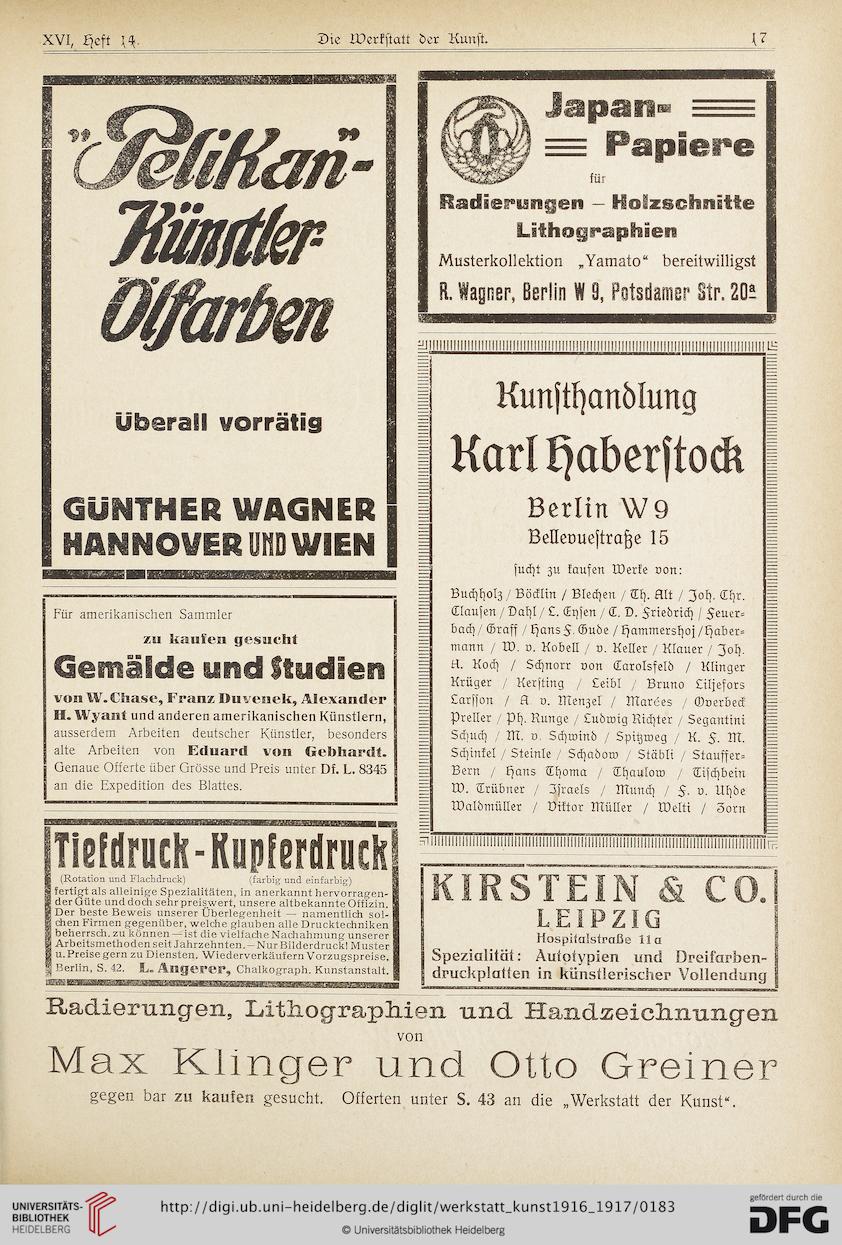 XVI, Heft 14.
Die Werkſtatt der Kunſt.
17
"Pelikan"-
Künſtler-
Ölfarben
Überall vorrätig
GÜNTHER WAGNER
HANNOVER UND WIEN
Für amerikanischen Sammler
zu kaufen gesucht
Gemälde und Studien
von W. Chase, Franz Duvenek, Alexander
H. Wyant und anderen amerikanischen Künstlern,
ausserdem Arbeiten deutscher Künstler, besonders
alte Arbeiten von Eduard von Gebhardt.
Genaue Offerte über Grösse und Preis unter Df. L. 8345
an die Expedition des Blattes.
Tiefdruck - Kupferdruck
(Rotation und Flachdruck) (farbig und einfarbig)
fertigt als alleinige Spezialitäten, in anerkannt hervorragen-
der Güte und doch sehr preiswert, unsere altbekannte Offizin.
Der beste Beweis unserer Überlegenheit — namentlich sol-
chen Firmen gegenüber, welche glauben alle Drucktechniken
beherrsch. zu können — ist die vielfache Nachahmung unserer
Arbeitsmethoden seit Jahrzehnten. — Nur Bilderdruck! Muster
u. Preise gern zu Diensten. Wiederverkäufern Vorzugspreise.
Berlin, S. 42. L. Angerer, Chalkograph. Kunstanstalt.
Japan-
Papiere
für
Radierungen – Holzschnitte
Lithographien
Musterkollektion „Yamato“ bereitwilligst
R. Wagner, Berlin W 9, Potsdamer Str. 20a
Kunſthandlung
Karl Haberſtock
Berlin W 9
Bellevueſtraße 15
ſucht zu kaufen Werke von:
Buchholz / Böcklin / Blechen / Th. Alt / Joh. Chr.
Clauſen / Dahl / L. Eyſen / C. D. Friedrich / Feuer-
bach / Graff / Hans F. Gude / Hammershoj / Haber-
mann / W. v. Kobell / v. Keller / Klauer / Joh.
A. Koch / Schnorr von Carolsfeld / Klinger
Krüger / Kerſting / Leibl / Bruno Liljefors
Larſſon / A v. Menzel / Marées / Overbeck
Preller / Ph. Runge / Ludwig Richter / Segantini
Schuch / M. v. Schwind / Spitzweg / K. F. M.
Schinkel / Steinle / Schadow / Stäbli / Stauffer-
Bern / Hans Thoma / Thaulow / Tiſchbein
W. Trübner / Iſraels / Munch / F. v. Uhde
Waldmüller / Viktor Müller / Welti / Zorn
KIRSTEIN & CO.
LEIPZIG
Hospitalstraße 11a
Spezialität: Autotypien und Dreifarben-
druckplatten in künstlerischer Vollendung
Radierungen, Lithographien und Handzeichnungen
von
Max Klinger und Otto Greiner
gegen bar zu kaufen gesucht. Offerten unter S. 43 an die „Werkstatt der Kunst“.
UNIVERSITÄTS-
BIBLIOTHEK
HEIDELBERG
http://digi.ub.uni-heidelberg.de/diglit/werkstatt_kunst1916_1917/0183
© Universitätsbibliothek Heidelberg
gefördert durch die
DFG